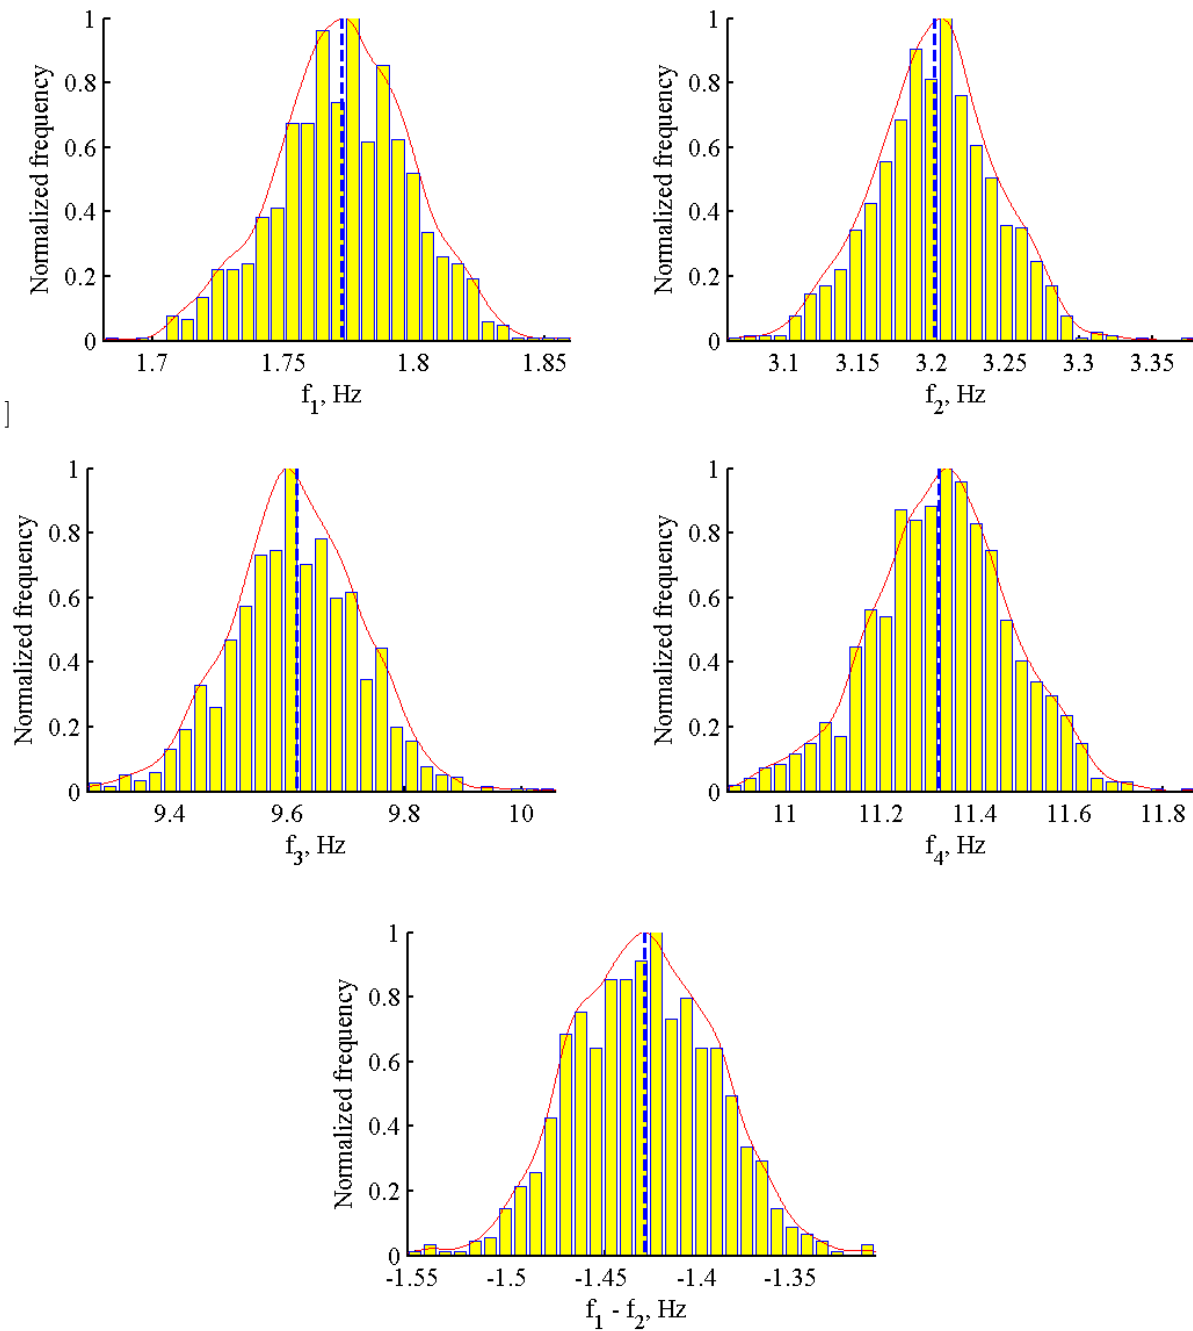 1
0.8
0.6
0.4
0.2
0
Normalized frequency
1.7 1.75 1.8 1.85
f1, Hz
1
0.8
0.6
0.4
0.2
0
Normalized frequency
3.1 3.15 3.2 3.25 3.3 3.35
f2, Hz
]
1
0.8
0.6
0.4
0.2
0
Normalized frequency
9.4 9.6 9.8 10
f3, Hz
1
0.8
0.6
0.4
0.2
0
Normalized frequency
11 11.2 11.4 11.6 11.8
f4, Hz
1
0.8
0.6
0.4
0.2
0
Normalized frequency
-1.55 -1.5 -1.45 -1.4 -1.35
f1 - f2, Hz